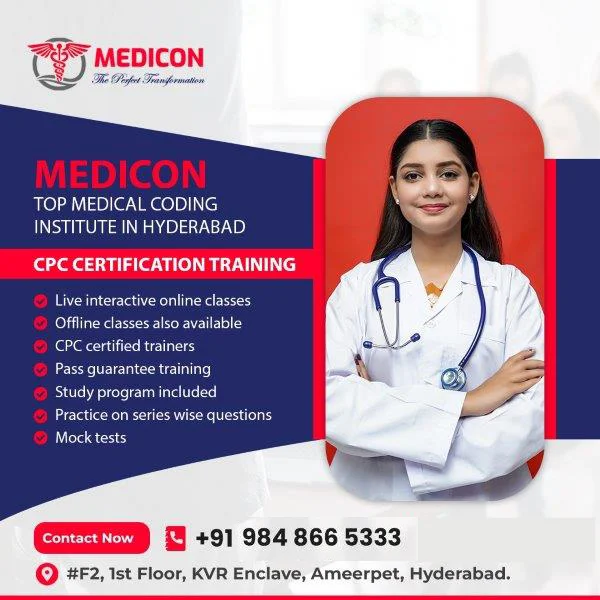 MEDICON
The Perfect Transformation
MEDICON
TOP MEDICAL CODING
INSTITUTE IN HYDERABAD
CPC CERTIFICATION TRAINING
Live interactive online classes
Offline classes also available
CPC certified trainers
Pass guarantee training
Study program included
Practice on series wise questions
Mock tests
Contact Now
+91 984 866 5333
#F2, 1st Floor, KVR Enclave, Ameerpet, Hyderabad.